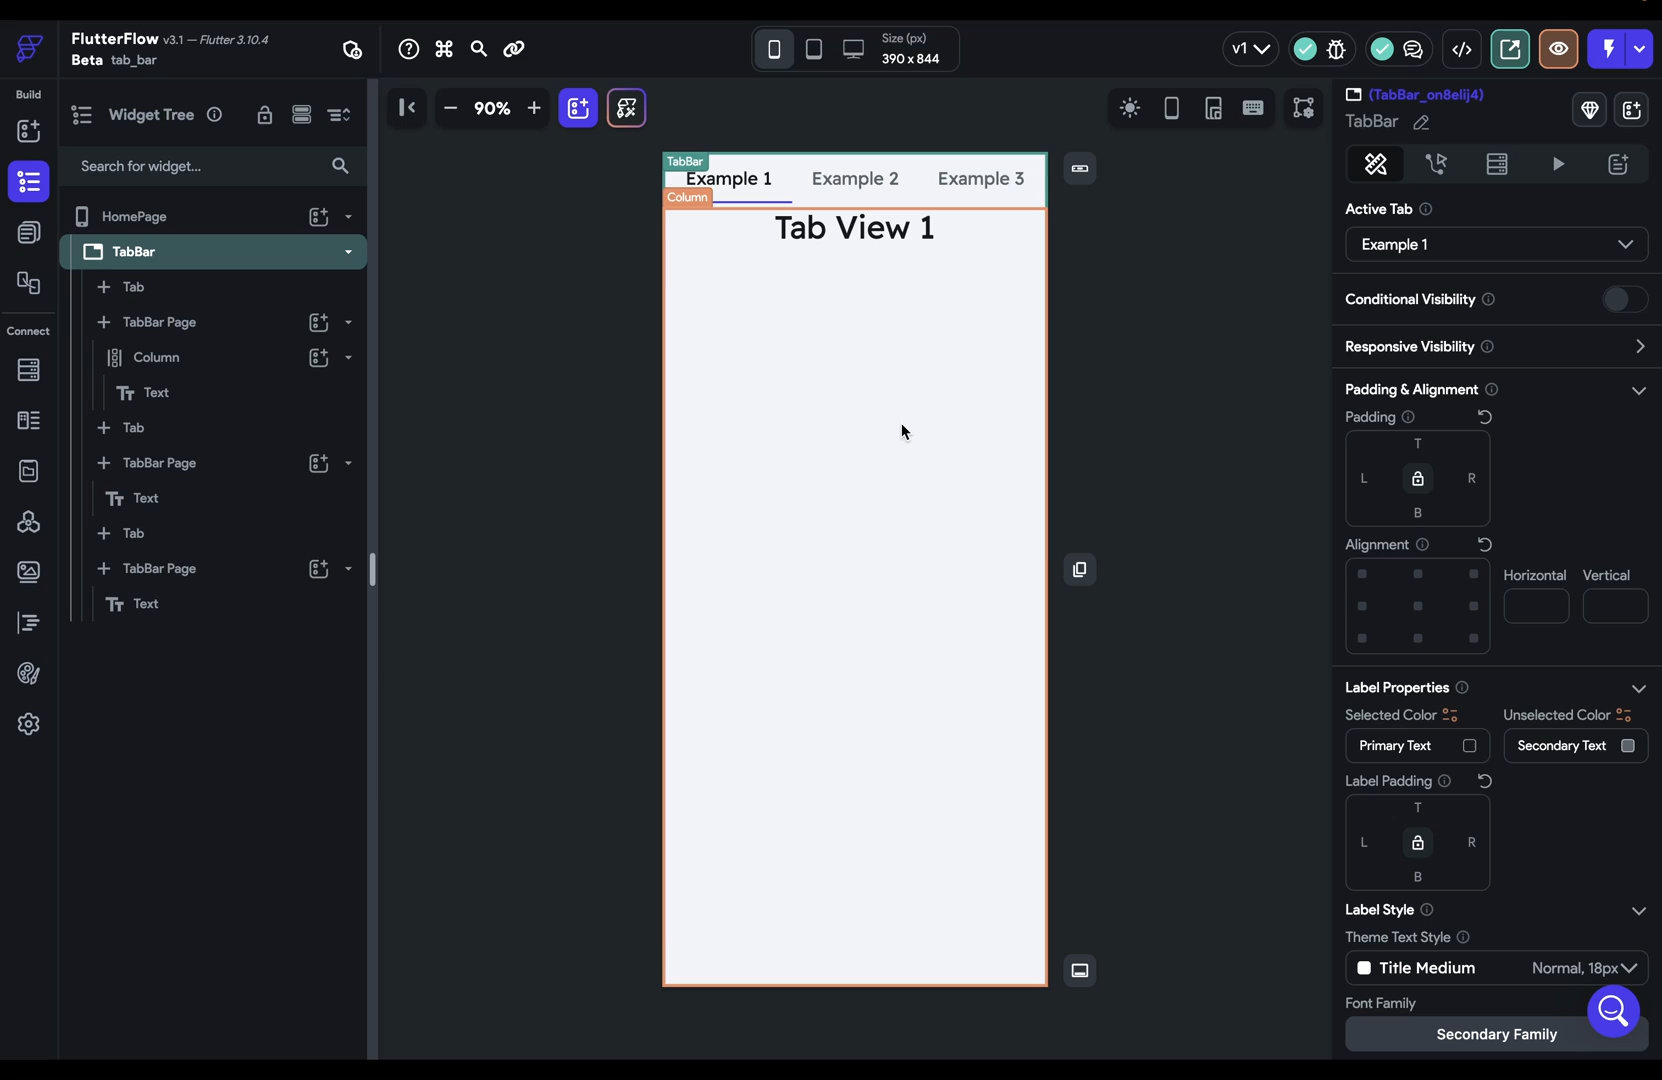 FlutterFlow v3.1 — Flutter 3.10.4
Beta tab_bar
Size (px)
390 x 844
v1
Build
Connect
Widget Tree
Search for widget...
HomePage
TabBar
Tab
TabBar Page
Column
Text
Tab
TabBar Page
Text
Tab
TabBar Page
Text
90%
TabBar
Example 1 Example 2 Example 3
Column
Tab View 1
(TabBar_on8elij4)
TabBar
Active Tab
Example 1
Conditional Visibility
Responsive Visibility
Padding & Alignment
Padding
T
L R
B
Alignment
Horizontal Vertical
Label Properties
Selected Color Unselected Color
Primary Text Secondary Text
Label Padding
T
L R
B
Label Style
Theme Text Style
Title Medium Normal, 18px
Font Family
Secondary Family